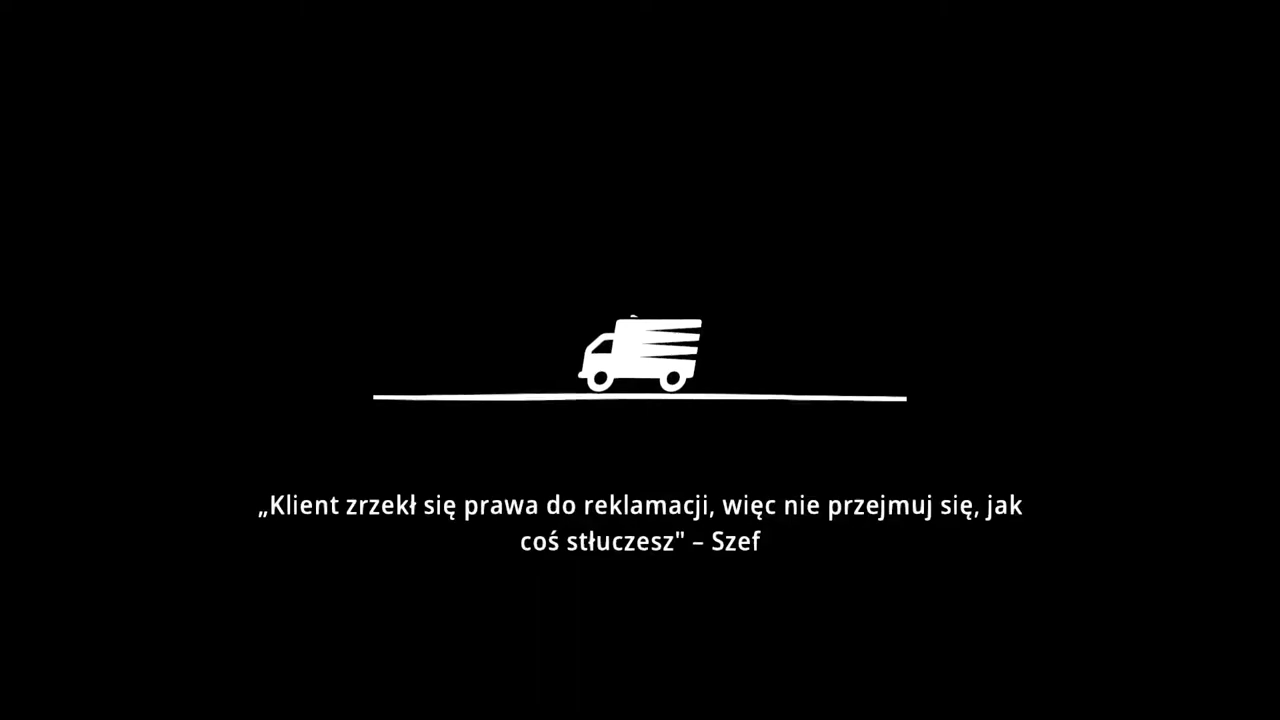 „Klient zrzekł się prawa do reklamacji, więc nie przejmuj się, jak
coś stłuczesz" – Szef